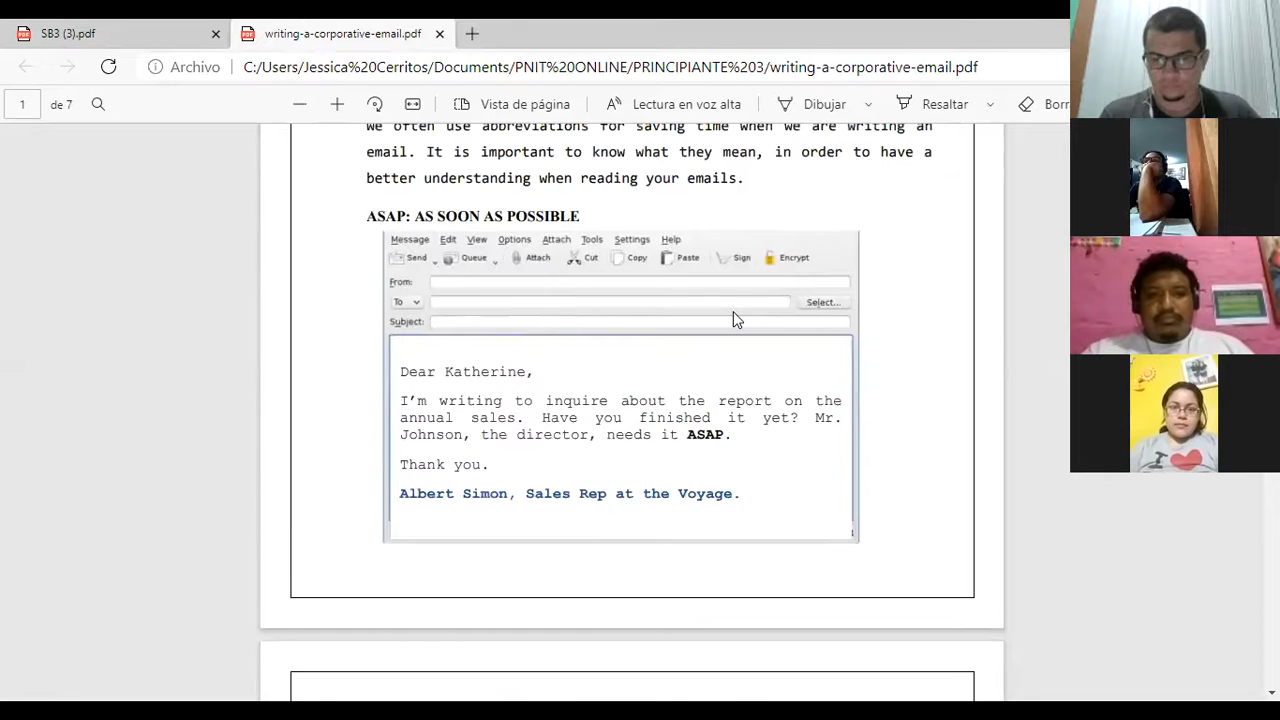 SB3 (3).pdf
writing-a-corporative-email.pdf
Archivo
C:/Users/Jessica%20Cerritos/Documents/PNIT%20ONLINE/PRINCIPIANTE%203/writing-a-corporative-email.pdf
1 de 7
Vista de página
Lectura en voz alta
Dibujar
Resaltar
Borr
we often use abbreviations for saving time when we are writing an
email. It is important to know what they mean, in order to have a
better understanding when reading your emails.
ASAP: AS SOON AS POSSIBLE
Message Edit View Options Attach Tools Settings Help
Send Queue Attach Cut Copy Paste Sign Encrypt
From:
To Select...
Subject:
Dear Katherine,
I'm writing to inquire about the report on the
annual sales. Have you finished it yet? Mr.
Johnson, the director, needs it ASAP.
Thank you.
Albert Simon, Sales Rep at the Voyage.
I